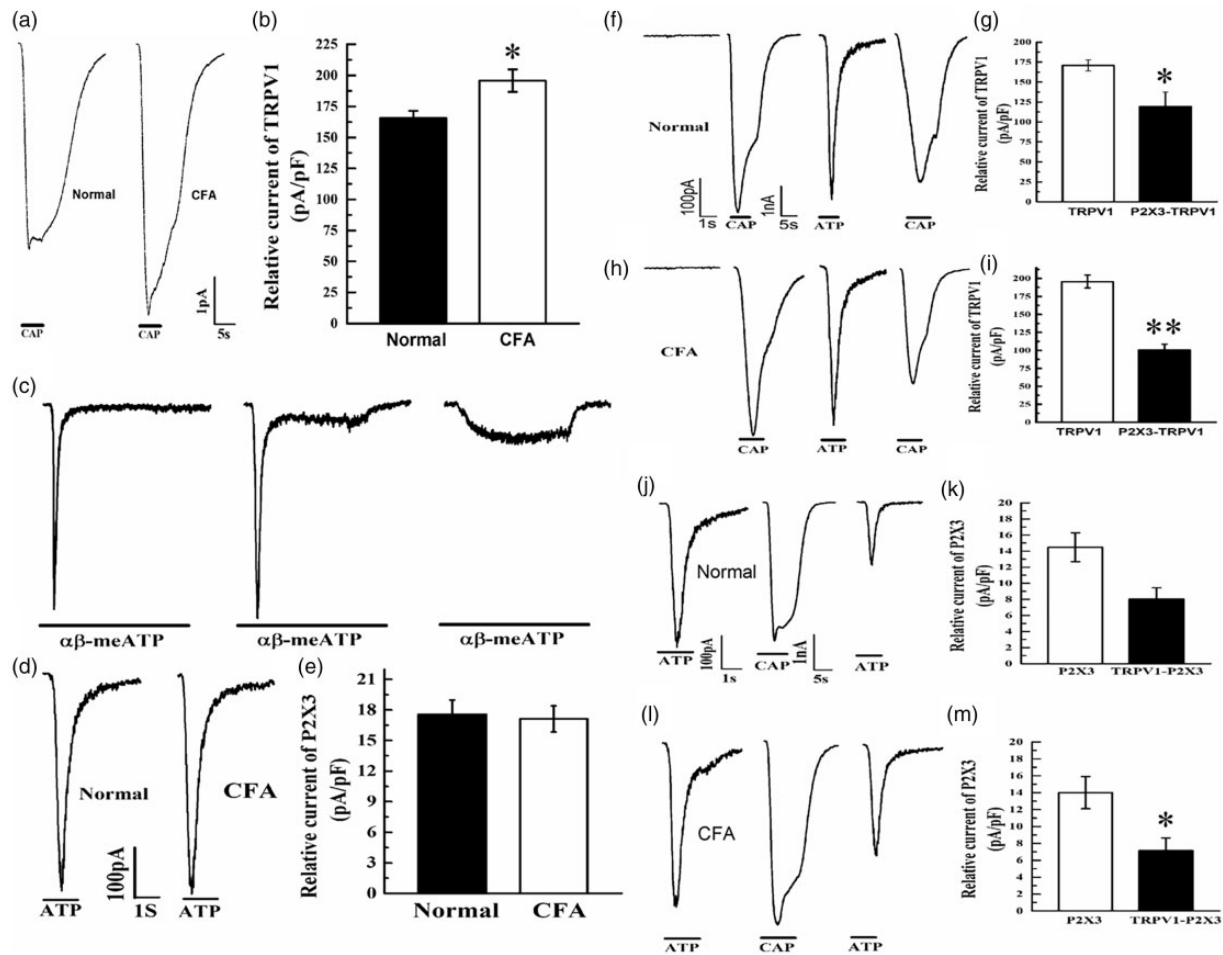 (a)
Normal
CFA
CAP
CAP
1pA
5s
(b)
Relative current of TRPV1
(pA/pF)
225
200
175
150
125
100
75
50
25
0
*
Normal
CFA
(c)
αβ-meATP
αβ-meATP
αβ-meATP
(d)
Normal
CFA
ATP
100pA
1S
ATP
(e)
Relative current of P2X3
(pA/pF)
21
18
15
12
9
6
3
0
Normal
CFA
(f)
Normal
100pA
1s
CAP
1nA
5s
ATP
CAP
(g)
Relative current of TRPV1
(pA/pF)
200
175
150
125
100
75
50
25
0
*
TRPV1
P2X3-TRPV1
(h)
CFA
CAP
ATP
CAP
(i)
Relative current of TRPV1
(pA/pF)
200
175
150
125
100
75
50
25
0
**
TRPV1
P2X3-TRPV1
(j)
Normal
ATP
100pA
1s
CAP
1nA
5s
ATP
(k)
Relative current of P2X3
(pA/pF)
20
18
16
14
12
10
8
6
4
2
0
P2X3
TRPV1-P2X3
(l)
CFA
ATP
CAP
ATP
(m)
Relative current of P2X3
(pA/pF)
20
18
16
14
12
10
8
6
4
2
0
*
P2X3
TRPV1-P2X3